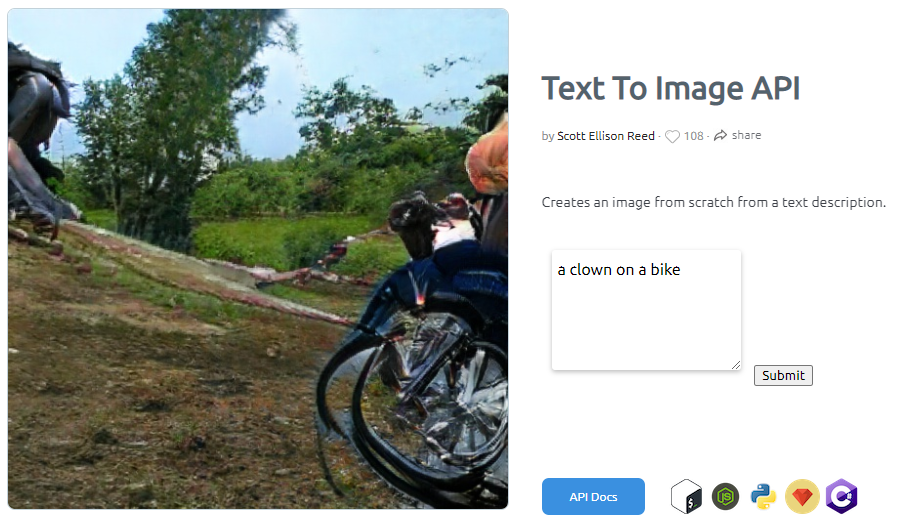 Text To Image API
by Scott Ellison Reed · 108 · share
Creates an image from scratch from a text description.
a clown on a bike
Submit
API Docs
$_
JS
C#